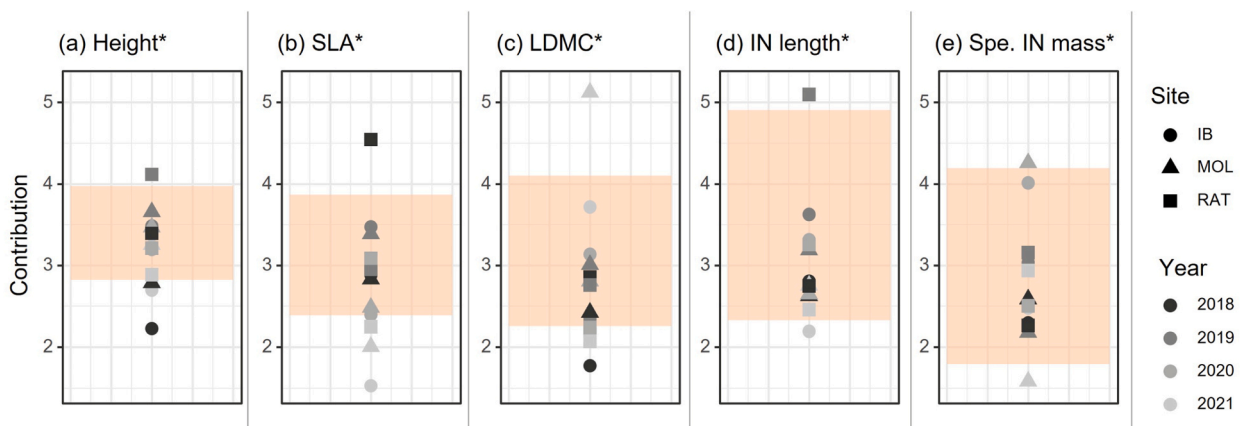 (a) Height*
(b) SLA*
(c) LDMC*
(d) IN length*
(e) Spe. IN mass*
Contribution
5
4
3
2
5
4
3
2
5
4
3
2
5
4
3
2
5
4
3
2
Site
IB
MOL
RAT
Year
2018
2019
2020
2021